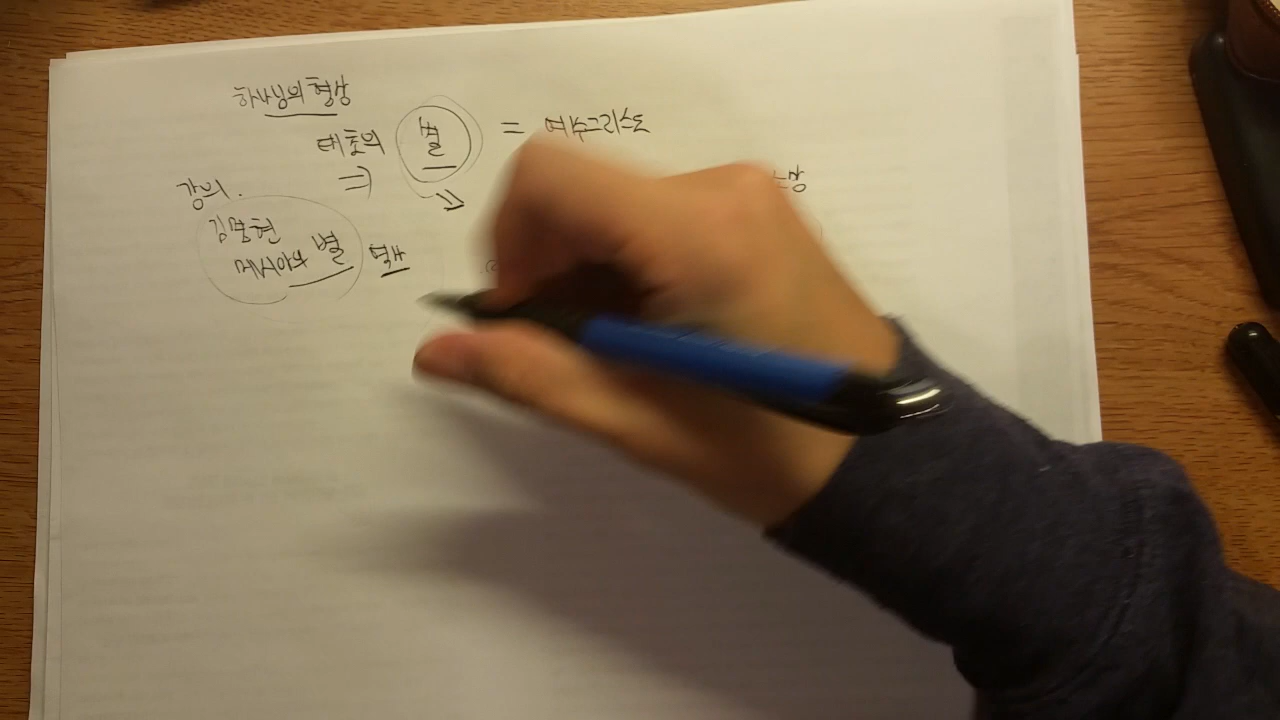 하나님의 형상
태초의 별 = 예수그리스도
⇒
강의.
김명현
메시아와 별